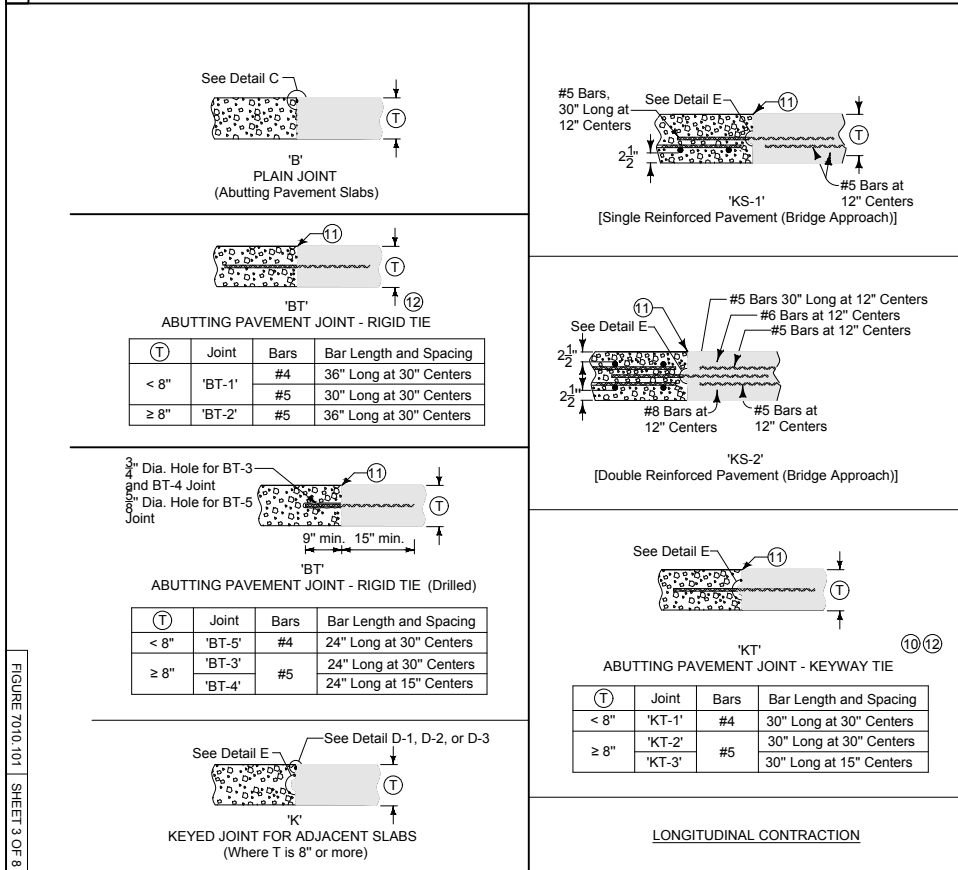 See Detail C
T
'B'
PLAIN JOINT
(Abutting Pavement Slabs)
11
T
'BT'
12
ABUTTING PAVEMENT JOINT - RIGID TIE
T Joint Bars Bar Length and Spacing
< 8" 'BT-1' #4 36" Long at 30" Centers
#5 30" Long at 30" Centers
≥ 8" 'BT-2' #5 36" Long at 30" Centers
3/4" Dia. Hole for BT-3
and BT-4 Joint
5/8" Dia. Hole for BT-5
Joint
11
T
9" min. 15" min.
'BT'
ABUTTING PAVEMENT JOINT - RIGID TIE (Drilled)
T Joint Bars Bar Length and Spacing
< 8" 'BT-5' #4 24" Long at 30" Centers
≥ 8" 'BT-3' #5 24" Long at 30" Centers
'BT-4' 24" Long at 15" Centers
See Detail E
See Detail D-1, D-2, or D-3
T
'K'
KEYED JOINT FOR ADJACENT SLABS
(Where T is 8" or more)
#5 Bars,
30" Long at
12" Centers
See Detail E
11
T
2 1/2"
#5 Bars at
12" Centers
'KS-1'
[Single Reinforced Pavement (Bridge Approach)]
11
See Detail E
#5 Bars 30" Long at 12" Centers
#6 Bars at 12" Centers
#5 Bars at 12" Centers
2 1/2"
2 1/2"
#8 Bars at
12" Centers
#5 Bars at
12" Centers
'KS-2'
[Double Reinforced Pavement (Bridge Approach)]
See Detail E
11
T
'KT'
10 12
ABUTTING PAVEMENT JOINT - KEYWAY TIE
T Joint Bars Bar Length and Spacing
< 8" 'KT-1' #4 30" Long at 30" Centers
≥ 8" 'KT-2' #5 30" Long at 30" Centers
'KT-3' 30" Long at 15" Centers
LONGITUDINAL CONTRACTION
FIGURE 7010.101 SHEET 3 OF 8